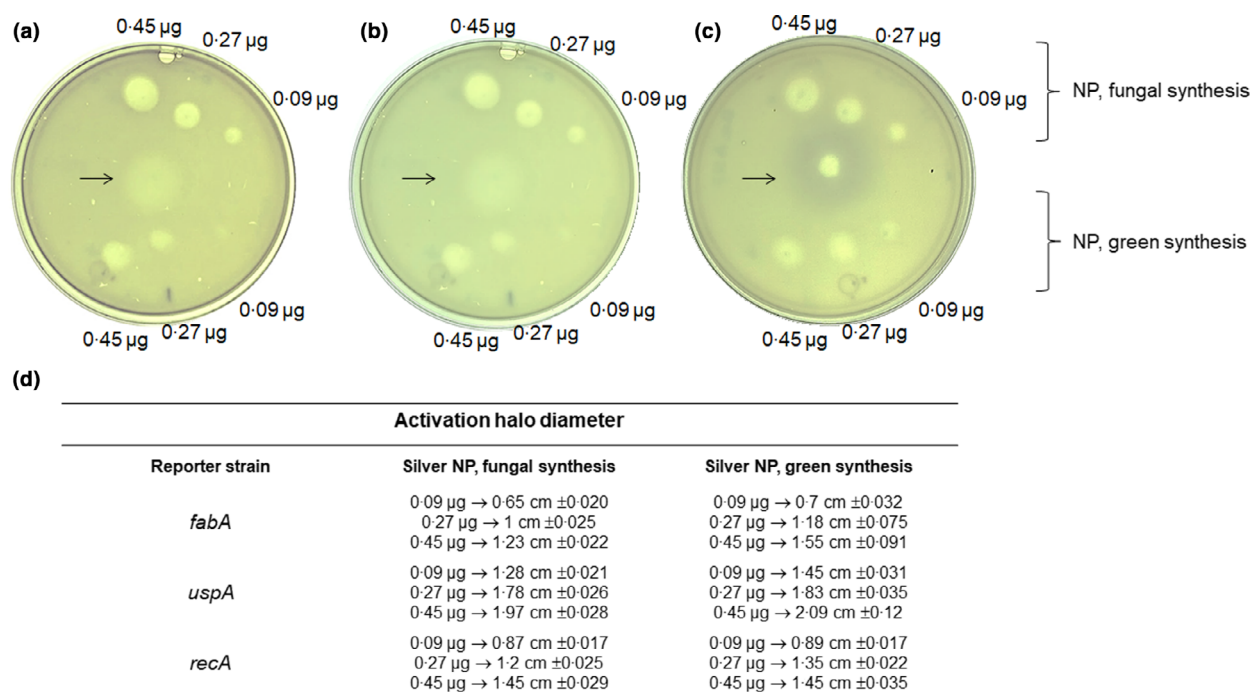 (a)
0·45 µg
0·27 µg
0·09 µg
0·09 µg
0·27 µg
0·45 µg
(b)
0·45 µg
0·27 µg
0·09 µg
0·09 µg
0·27 µg
0·45 µg
(c)
0·45 µg
0·27 µg
0·09 µg
0·09 µg
0·27 µg
0·45 µg
NP, fungal synthesis
NP, green synthesis
(d)
Activation halo diameter
Reporter strain Silver NP, fungal synthesis Silver NP, green synthesis
0·09 µg → 0·65 cm ±0·020 0·09 µg → 0·7 cm ±0·032
fabA 0·27 µg → 1 cm ±0·025 0·27 µg → 1·18 cm ±0·075
0·45 µg → 1·23 cm ±0·022 0·45 µg → 1·55 cm ±0·091
0·09 µg → 1·28 cm ±0·021 0·09 µg → 1·45 cm ±0·031
uspA 0·27 µg → 1·78 cm ±0·026 0·27 µg → 1·83 cm ±0·035
0·45 µg → 1·97 cm ±0·028 0·45 µg → 2·09 cm ±0·12
0·09 µg → 0·87 cm ±0·017 0·09 µg → 0·89 cm ±0·017
recA 0·27 µg → 1·2 cm ±0·025 0·27 µg → 1·35 cm ±0·022
0·45 µg → 1·45 cm ±0·029 0·45 µg → 1·45 cm ±0·035